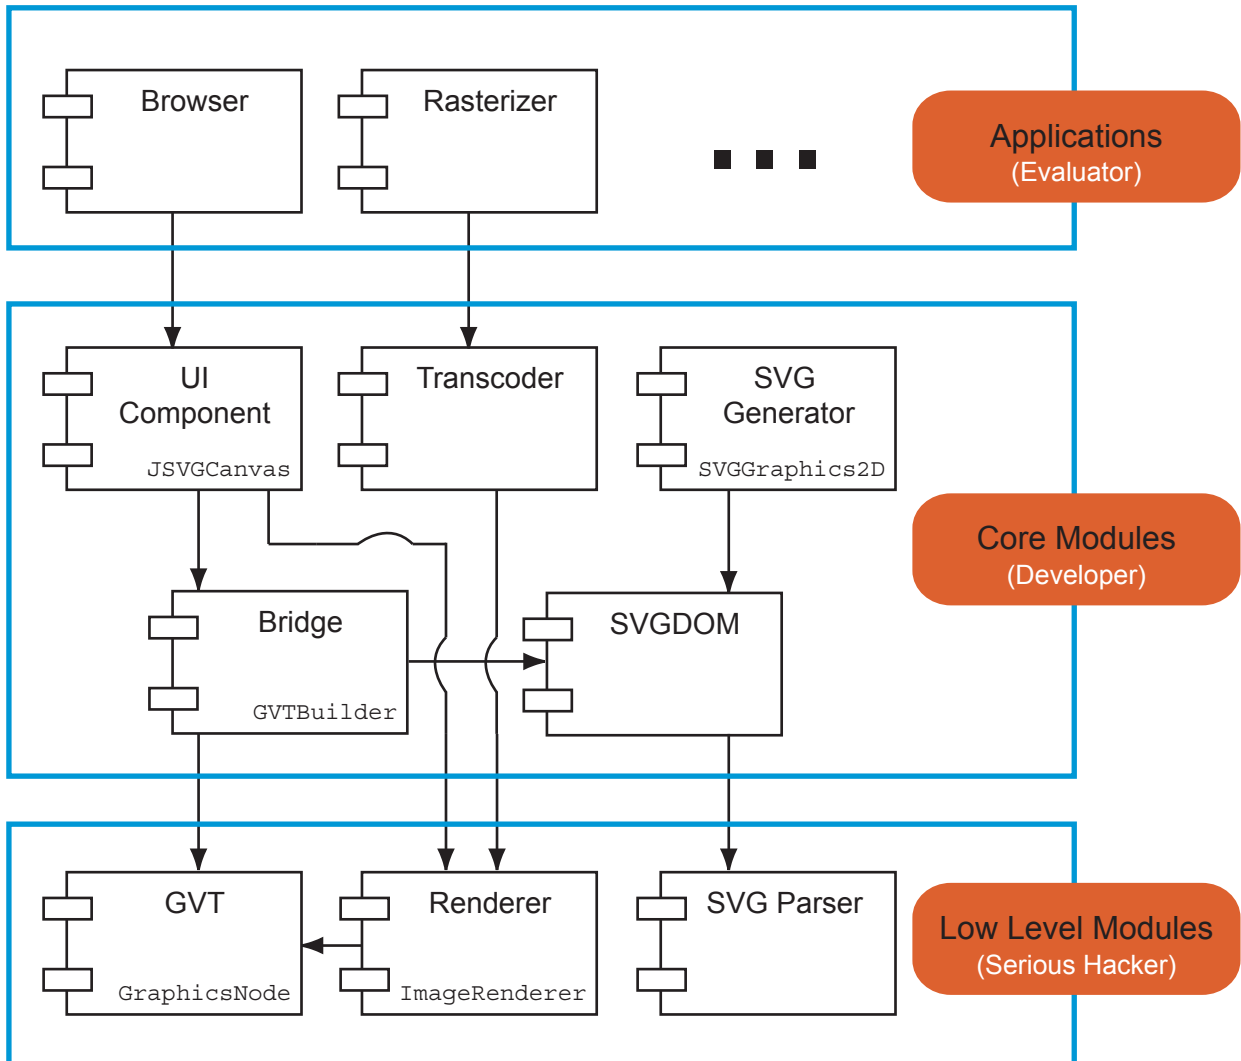 Browser
Rasterizer
Applications
(Evaluator)
UI
Component
JSVGCanvas
Transcoder
SVG
Generator
SVGGraphics2D
Core Modules
(Developer)
Bridge
GVTBuilder
SVGDOM
GVT
GraphicsNode
Renderer
ImageRenderer
SVG Parser
Low Level Modules
(Serious Hacker)